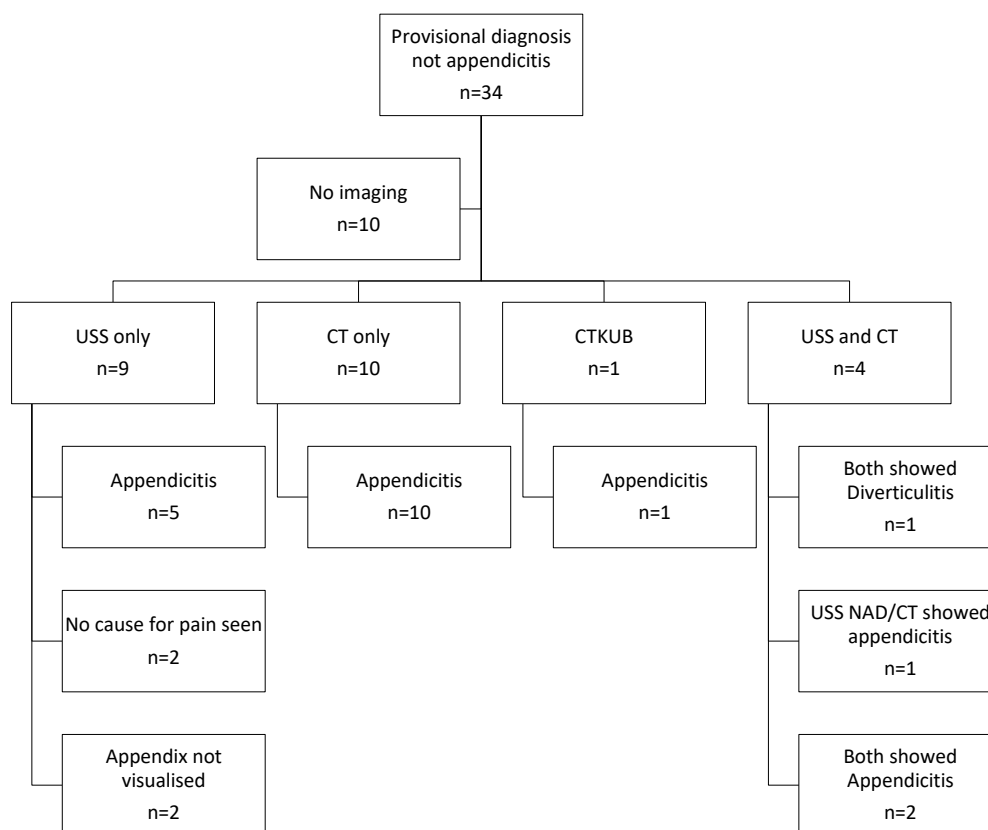 Provisional diagnosis
not appendicitis
n=34
No imaging
n=10
USS only
n=9
CT only
n=10
CTKUB
n=1
USS and CT
n=4
Appendicitis
n=5
Appendicitis
n=10
Appendicitis
n=1
Both showed
Diverticulitis
n=1
No cause for pain seen
n=2
USS NAD/CT showed
appendicitis
n=1
Appendix not
visualised
n=2
Both showed
Appendicitis
n=2